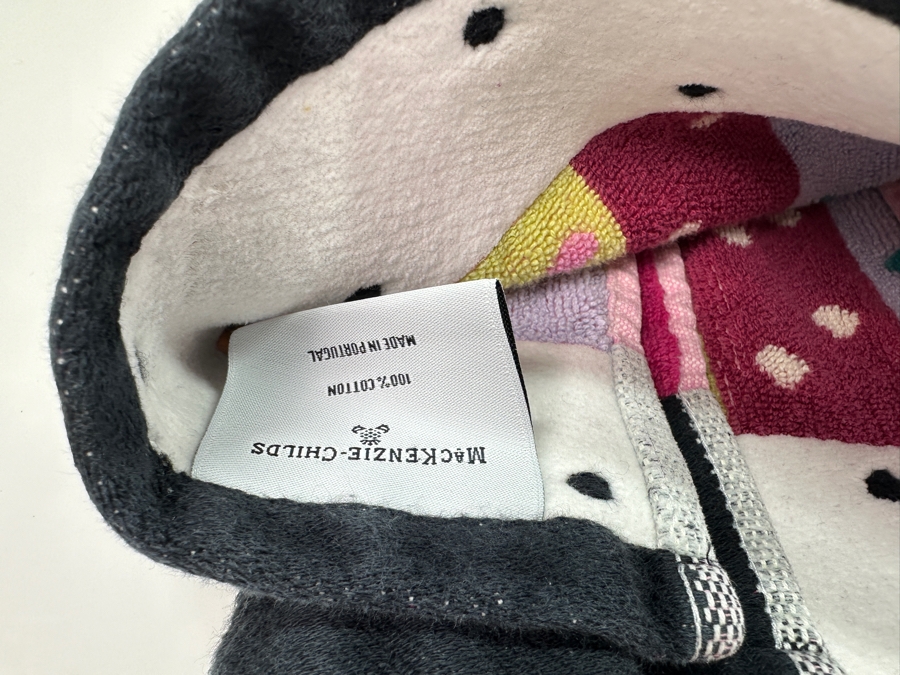 MACKENZIE-CHILDS
100% COTTON
MADE IN PORTUGAL